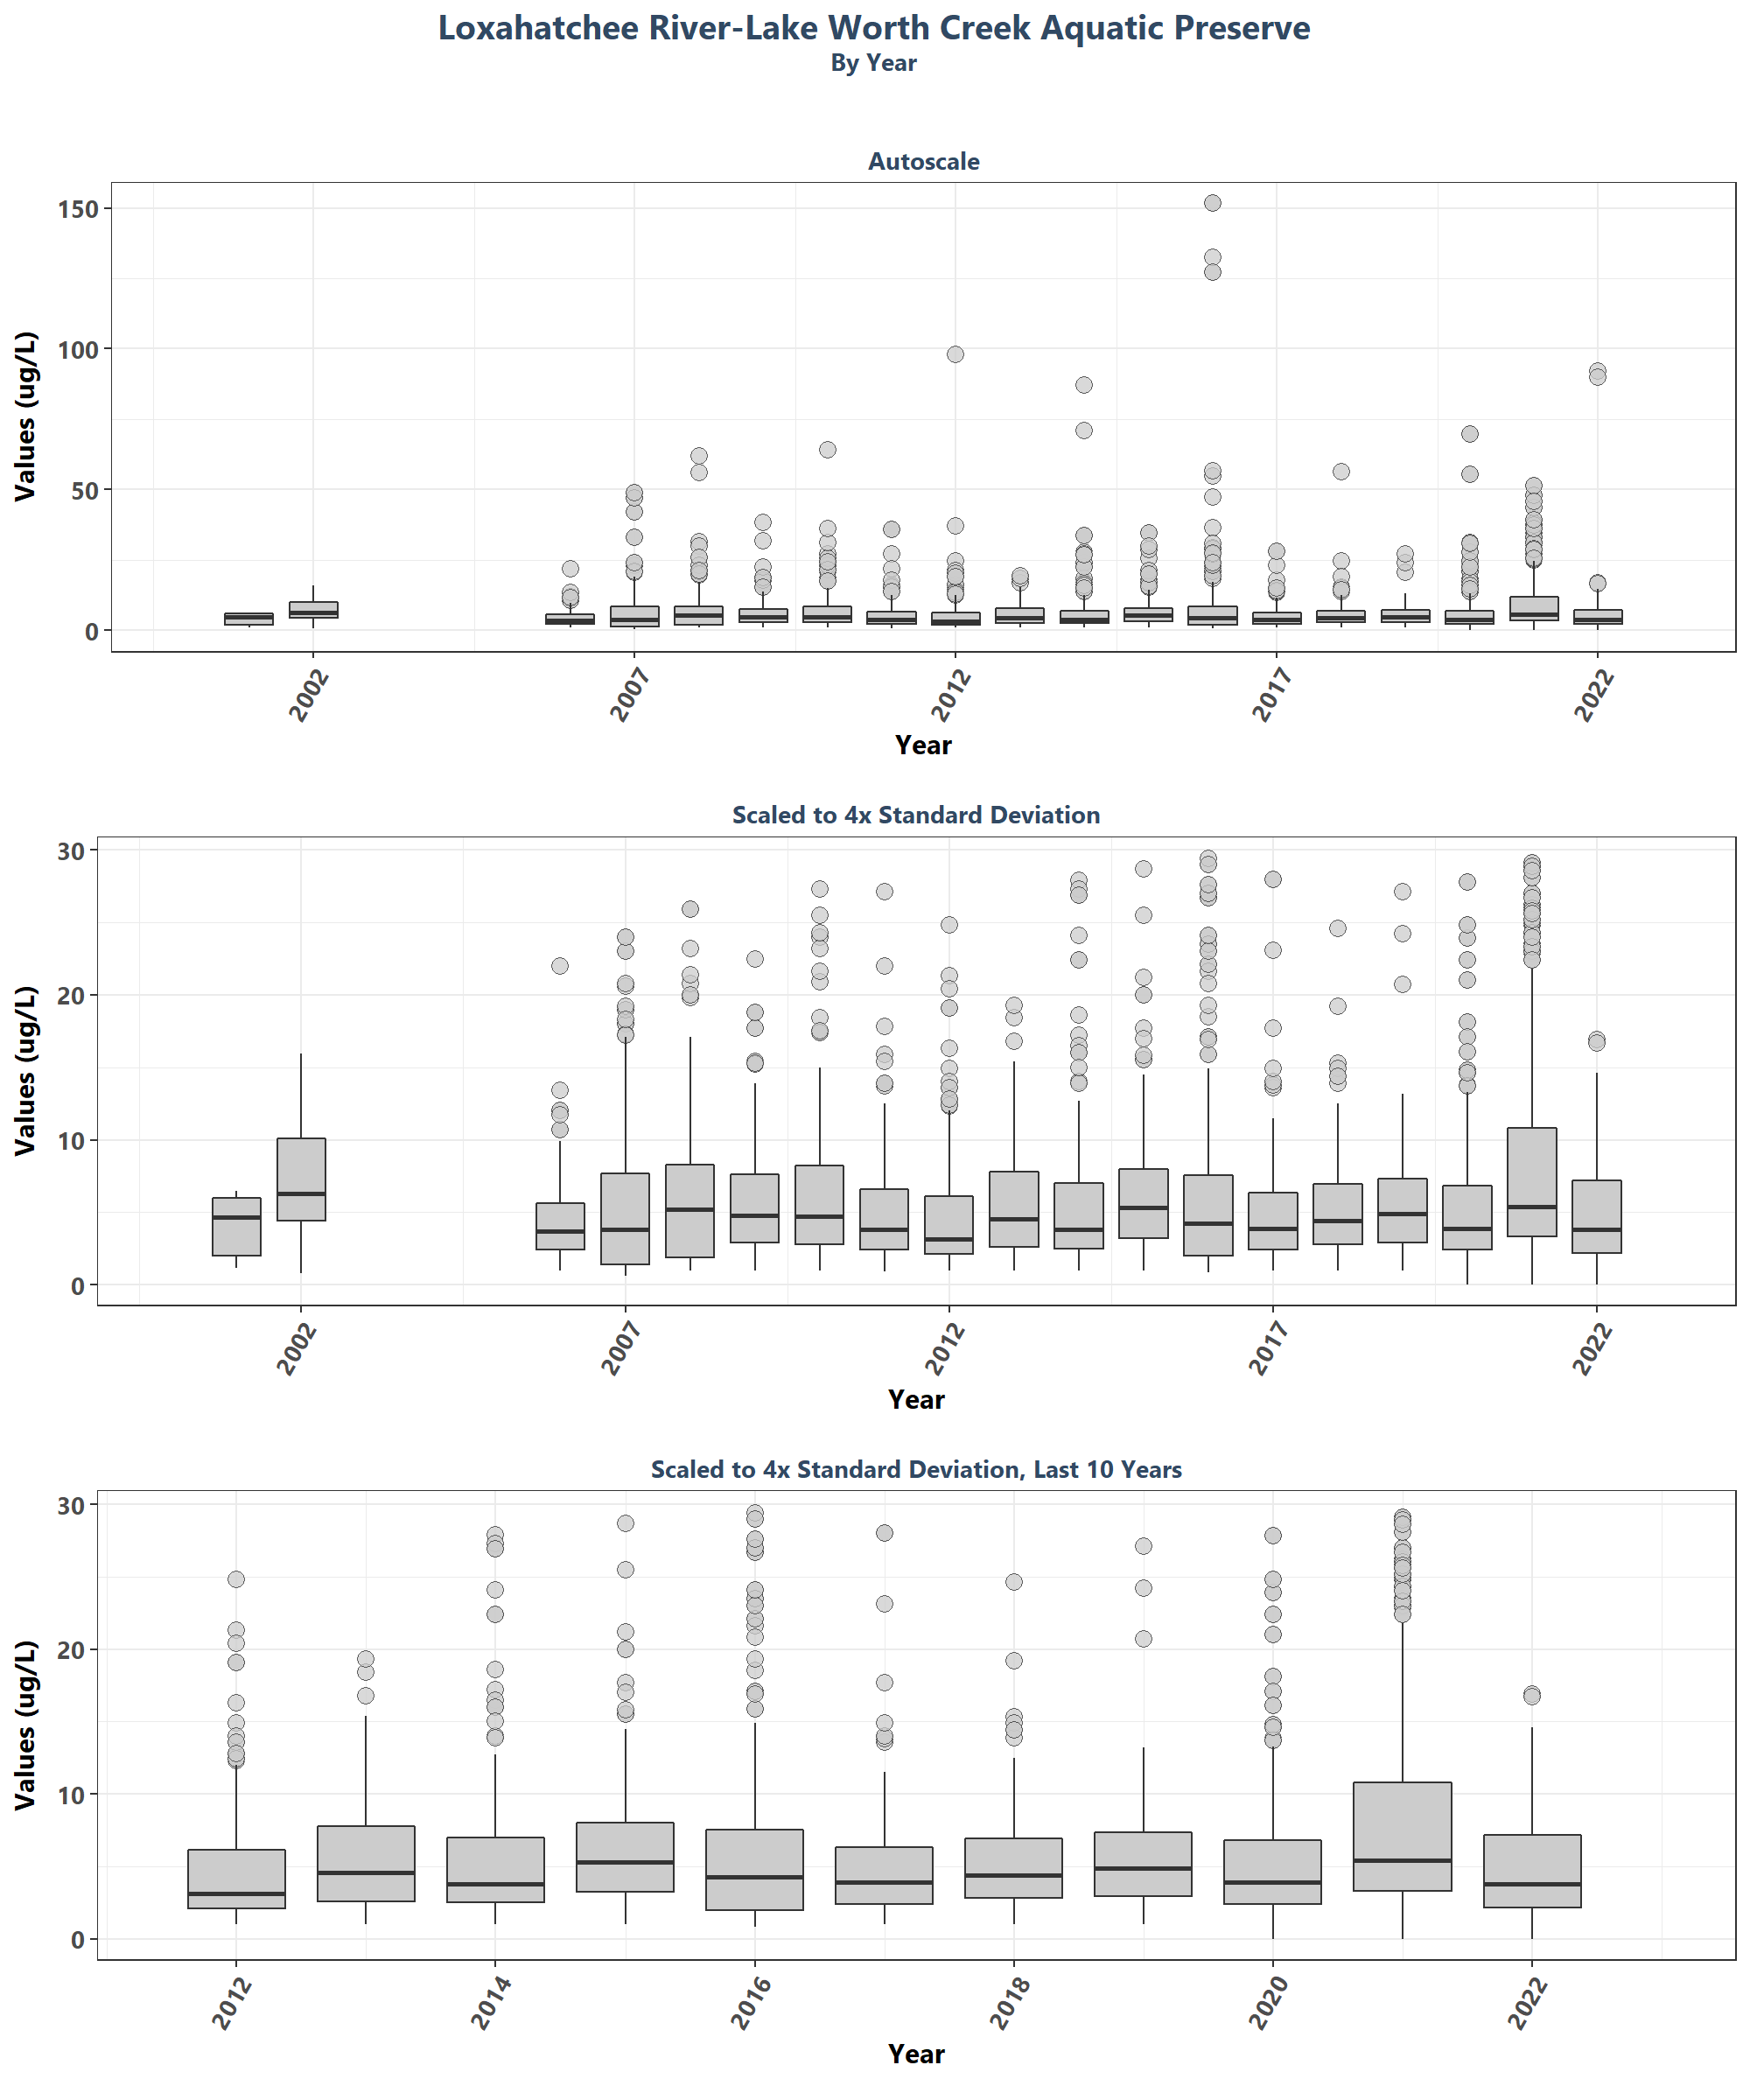 Loxahatchee River-Lake Worth Creek Aquatic Preserve
By Year
Autoscale
150
100
50
0
Values (ug/L)
2002 2007 2012 2017 2022
Year
Scaled to 4x Standard Deviation
30
20
10
0
Values (ug/L)
2002 2007 2012 2017 2022
Year
Scaled to 4x Standard Deviation, Last 10 Years
30
20
10
0
Values (ug/L)
2012 2014 2016 2018 2020 2022
Year